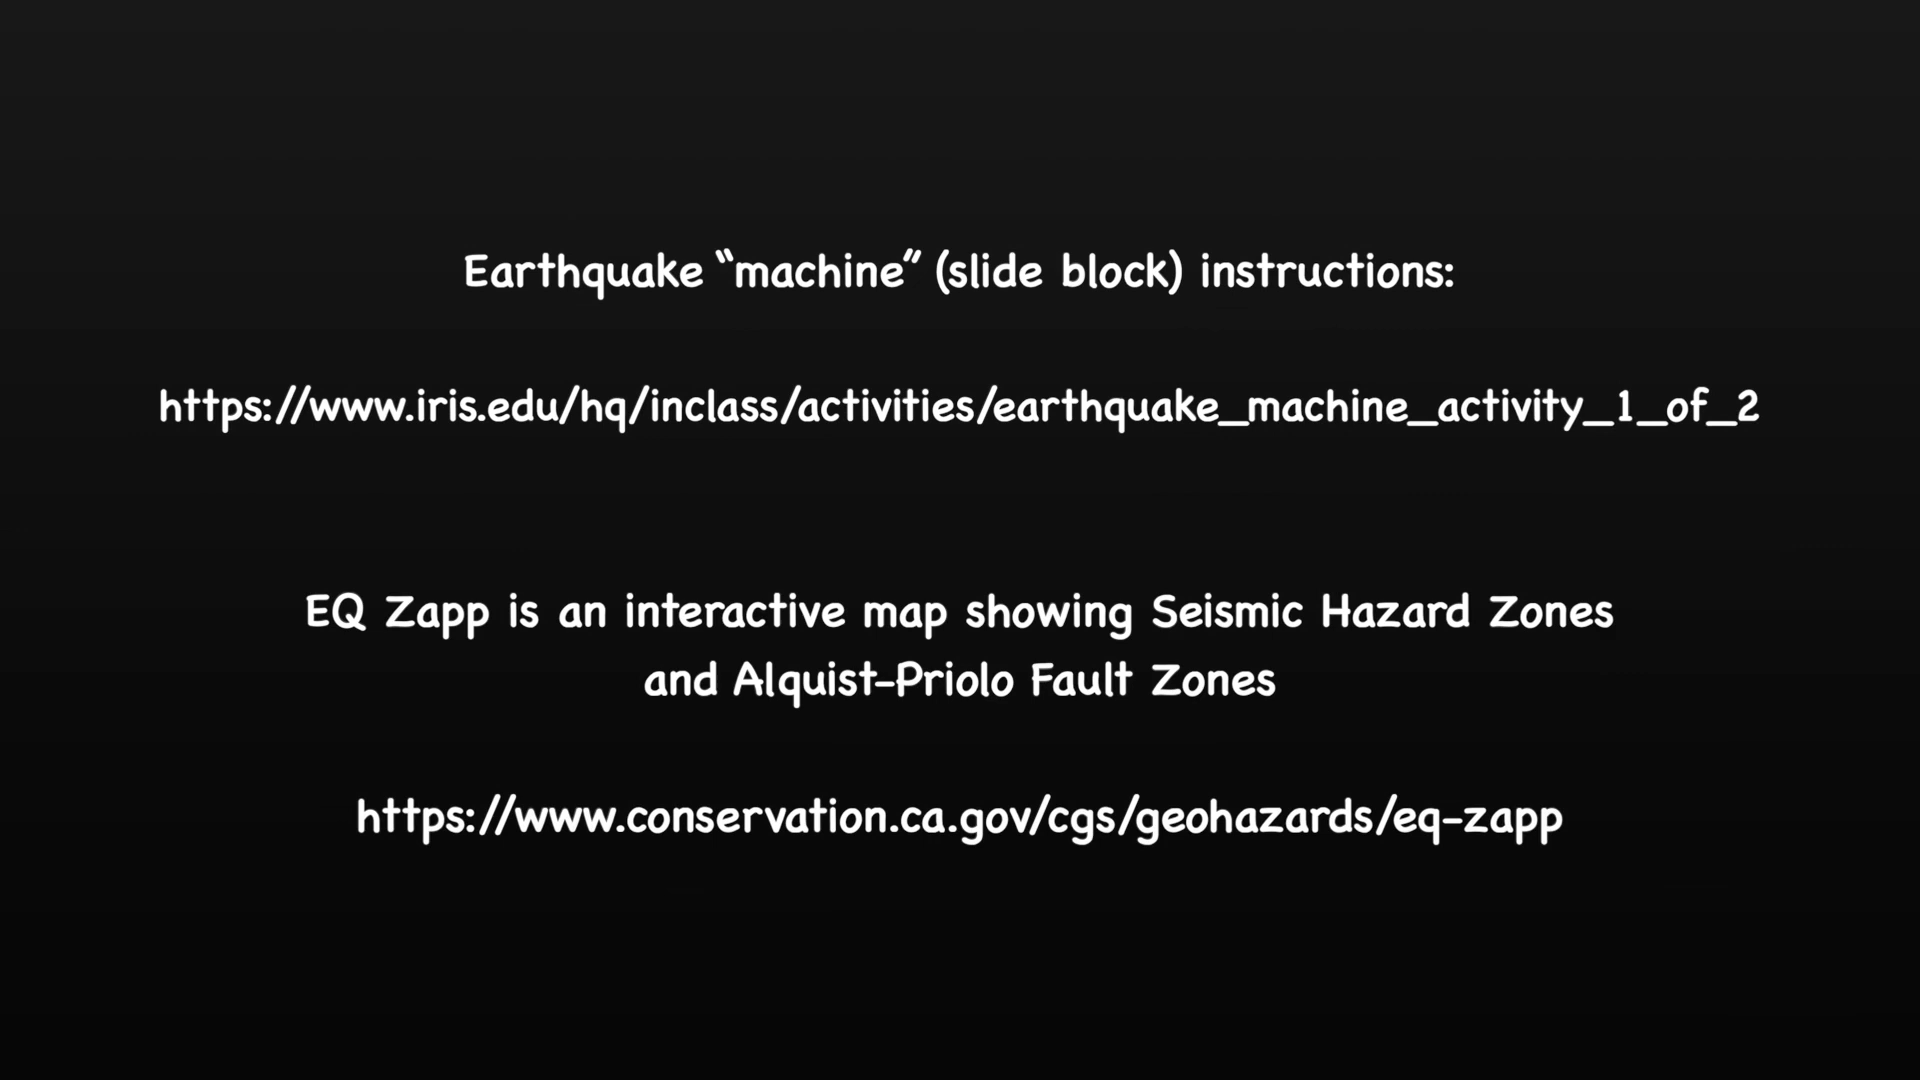 Earthquake “machine” (slide block) instructions:
https://www.iris.edu/hq/inclass/activities/earthquake_machine_activity_1_of_2
EQ Zapp is an interactive map showing Seismic Hazard Zones
and Alquist-Priolo Fault Zones
https://www.conservation.ca.gov/cgs/geohazards/eq-zapp